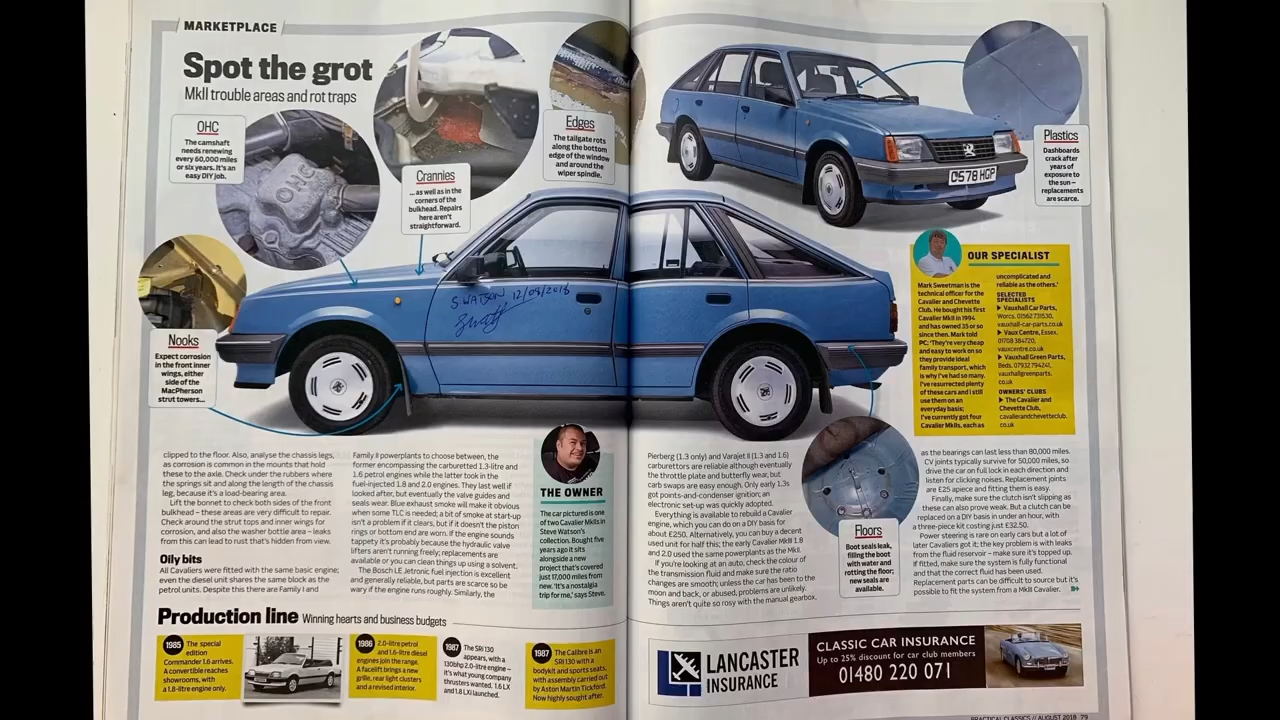 MARKETPLACE
Spot the grot
MkII trouble areas and rot traps
OHC
The camshaft
needs renewing
every 60,000 miles
or six years. It's an
easy DIY job.
Crannies
... as well as in the
corners of the
bulkhead. Repairs
here aren't
straightforward.
Edges
The tailgate rots
along the bottom
edge of the window
and around the
wiper spindle.
C578 HGP
Plastics
Dashboards
crack after
years of
exposure to
the sun –
replacements
are scarce.
Nooks
Expect corrosion
in the front inner
wings, either
side of the
MacPherson
strut towers...
S. WATSON 12/09/2018
OUR SPECIALIST
Mark Sweetman is the
technical officer for the
Cavalier and Chevette
Club. He bought his first
Cavalier MkII in 1994
and has owned 35 or so
since then. Mark told
PC: 'They're very cheap
and easy to work on so
they provide ideal
family transport, which
is why I've had so many.
I've resurrected plenty
of these cars and I still
use them on an
everyday basis;
I've currently got four
Cavalier MkIIs, each as
uncomplicated and
reliable as the others.'
SELECTED
SPECIALISTS
▶ Vauxhall Car Parts,
Worcs. 01562 731530,
vauxhall-car-parts.co.uk
▶ Vaux Centre, Essex.
01708 384720,
vauxcentre.co.uk
▶ Vauxhall Green Parts,
Beds. 07932 794241,
vauxhallgreenparts.
co.uk
OWNERS' CLUBS
▶ The Cavalier and
Chevette Club,
cavalierandchevetteclub.
co.uk
clipped to the floor. Also, analyse the chassis legs,
as corrosion is common in the mounts that hold
these to the axle. Check under the rubbers where
the springs sit and along the length of the chassis
leg, because it's a load-bearing area.
Lift the bonnet to check both sides of the front
bulkhead – these areas are very difficult to repair.
Check around the strut tops and inner wings for
corrosion, and also the washer bottle area – leaks
from this can lead to rust that's hidden from view.
Oily bits
All Cavaliers were fitted with the same basic engine;
even the diesel unit shares the same block as the
petrol units. Despite this there are Family I and
Family II powerplants to choose between, the
former encompassing the carburetted 1.3-litre and
1.6 petrol engines while the latter took in the
fuel-injected 1.8 and 2.0 engines. They last well if
looked after, but eventually the valve guides and
seals wear. Blue exhaust smoke will make it obvious
when some TLC is needed; a bit of smoke at start-up
isn't a problem if it clears, but if it doesn't the piston
rings or bottom end are worn. If the engine sounds
tappety it's probably because the hydraulic valve
lifters aren't running freely; replacements are
available or you can clean things up using a solvent.
The Bosch LE Jetronic fuel injection is excellent
and generally reliable, but parts are scarce so be
wary if the engine runs roughly. Similarly, the
THE OWNER
The car pictured is one
of two Cavalier MkIIs in
Steve Watson's
collection. Bought five
years ago it sits
alongside a new
project that's covered
just 17,000 miles from
new. 'It's a nostalgia
trip for me,' says Steve.
Pierberg (1.3 only) and Varajet II (1.3 and 1.6)
carburettors are reliable although eventually
the throttle plate and butterfly wear, but
carb swaps are easy enough. Only early 1.3s
got points-and-condenser ignition; an
electronic set-up was quickly adopted.
Everything is available to rebuild a Cavalier
engine, which you can do on a DIY basis for
about £250. Alternatively, you can buy a decent
used unit for half this; the early Cavalier MkII 1.8
and 2.0 used the same powerplants as the MkII.
If you're looking at an auto, check the colour of
the transmission fluid and make sure the ratio
changes are smooth; unless the car has been to the
moon and back, or abused, problems are unlikely.
Things aren't quite so rosy with the manual gearbox,
Floors
Boot seals leak,
filling the boot
with water and
rotting the floor;
new seals are
available.
as the bearings can last less than 80,000 miles.
CV joints typically survive for 50,000 miles, so
drive the car on full lock in each direction and
listen for clicking noises. Replacement joints
are £25 apiece and fitting them is easy.
Finally, make sure the clutch isn't slipping as
these can also prove weak. But a clutch can be
replaced on a DIY basis in under an hour, with
a three-piece kit costing just £32.50.
Power steering is rare on early cars but a lot of
later Cavaliers got it; the key problem is with leaks
from the fluid reservoir – make sure it's topped up.
If fitted, make sure the system is fully functional
and that the correct fluid has been used.
Replacement parts can be difficult to source but it's
possible to fit the system from a MkIII Cavalier.
Production line Winning hearts and business budgets
1985 The special
edition
Commander 1.6 arrives.
A convertible reaches
showrooms, with
a 1.8-litre engine only.
1986 2.0-litre petrol
and 1.6-litre diesel
engines join the range.
A facelift brings a new
grille, rear light clusters
and a revised interior.
1987 The SRi 130
appears, with a
130bhp 2.0-litre engine –
it's what young company
thrusters wanted. 1.6 LX
and 1.8 LXi launched.
1987 The Calibre is an
SRi 130 with a
bodykit and sports seats,
with assembly carried out
by Aston Martin Tickford.
Now highly sought after.
LANCASTER
INSURANCE
CLASSIC CAR INSURANCE
Up to 25% discount for car club members
01480 220 071
PRACTICAL CLASSICS // AUGUST 2018 79